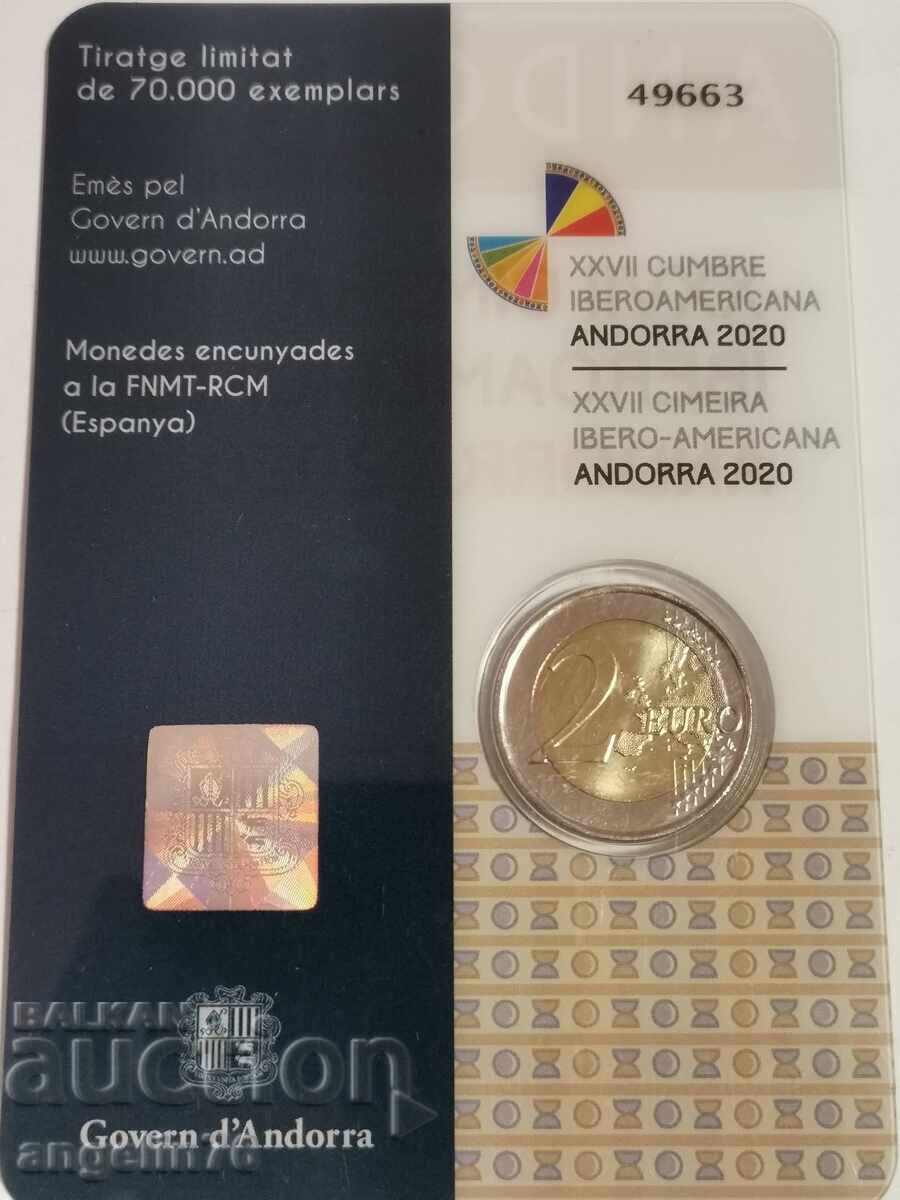 Tiratge limitat
de 70.000 exemplars
Emès pel
Govern d'Andorra
www.govern.ad
Monedes encunyades
a la FNMT-RCM
(Espanya)
Govern d'Andorra
49663
XXVII CUMBRE
IBEROAMERICANA
ANDORRA 2020
XXVII CIMEIRA
IBERO-AMERICANA
ANDORRA 2020
2 EURO
BALKAN
auction
angelin76